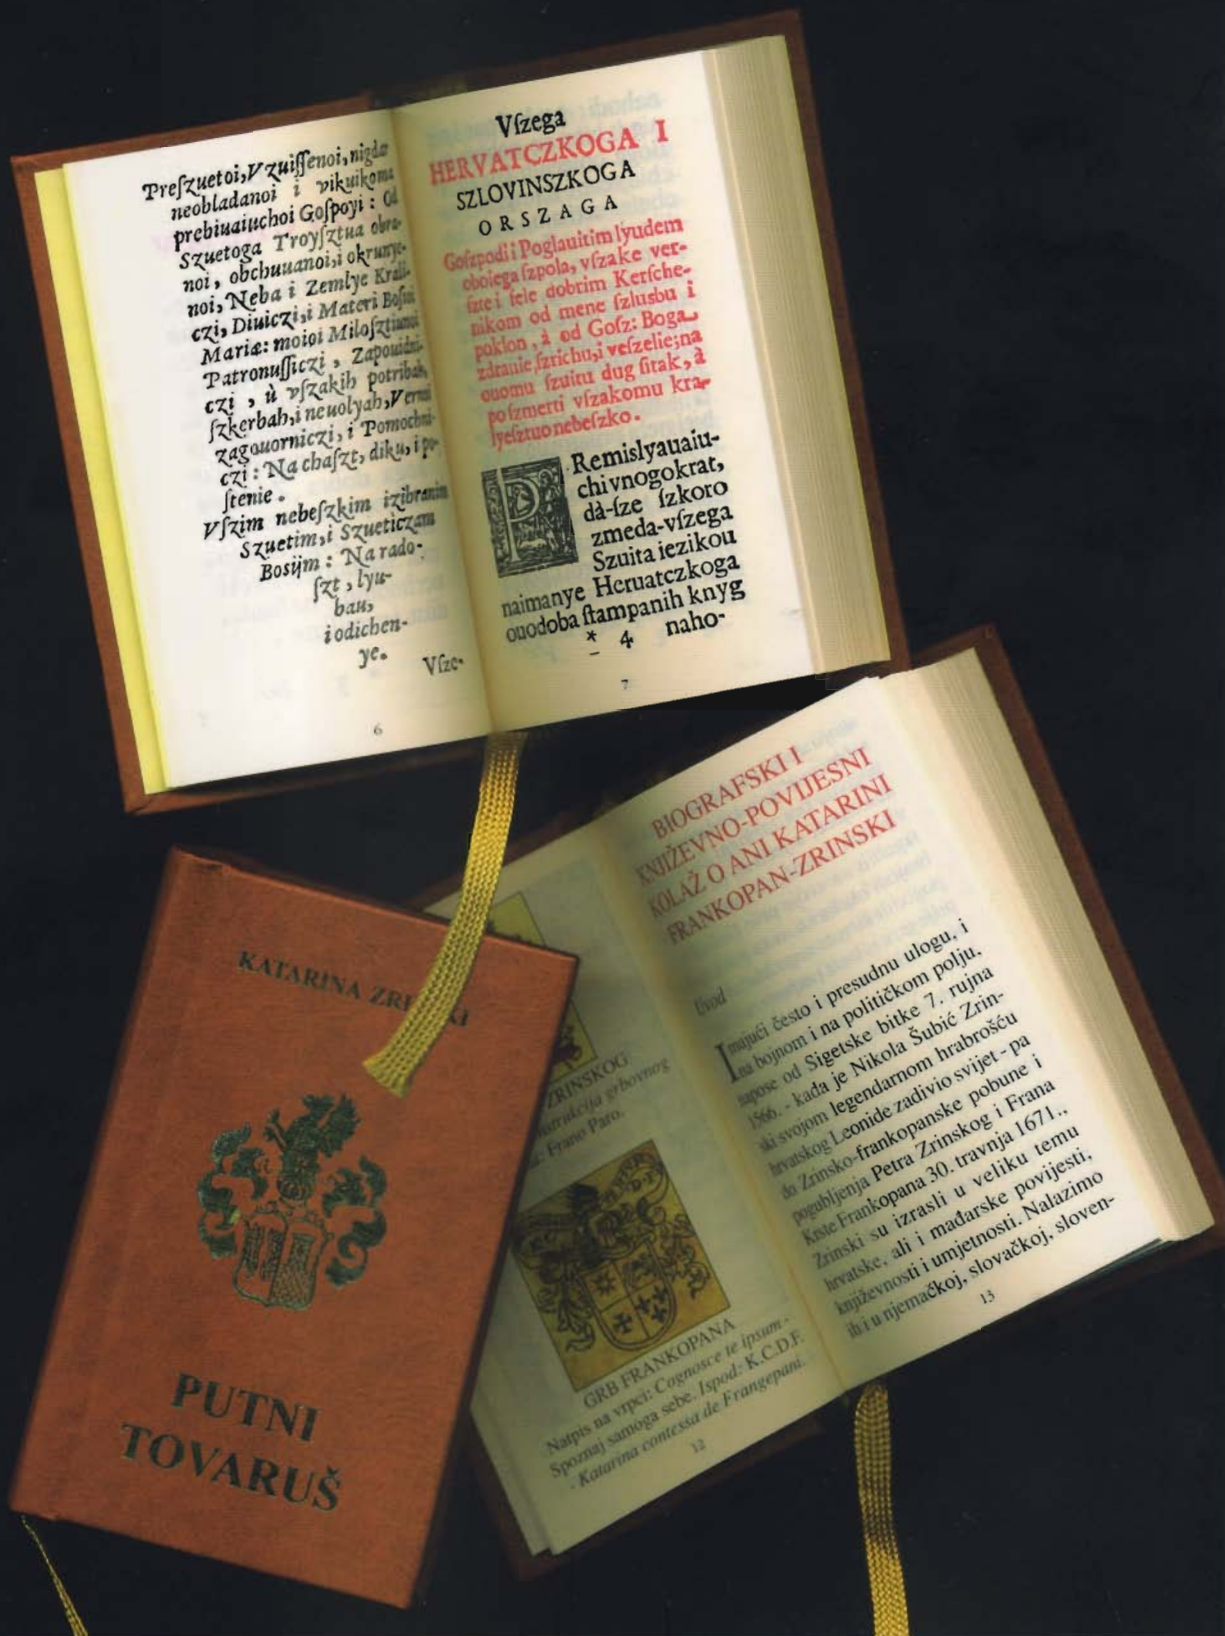 Preſzuetoi, Vzuiſſenoi, nigdar
neobladanoi i vikuikoma
prebiuaiuchoi Goſpoyi : Od
Szuetoga Troyſztua obra-
noi, obchuuanoi, i okrunye-
noi, Neba i Zemlye Krali-
czi, Diuiczi, i Materi Boſioi
Mariæ: moioi Miloſztiuoi
Patronuſſiczi , Zapouidni-
czi , ù vſzakih potribah,
ſzkerbah, i neuolyah, Vernoi
zagouorniczi, i Pomochni-
czi : Na chaſzt, diku, i po-
ſtenie .
Vſzim nebeſzkim izibranim
Szuetim, i Szueticzam
Bosijm : Na rado-
ſzt , lyu-
bau,
i odichen-
ye.
Vſze-
6
Vſzega
HERVATCZKOGA I
SZLOVINSZKOGA
ORSZAGA
Goſzpodi i Poglauitim lyudem
oboiega ſzpola, vſzake ver-
ſzte i ſele dobrim Kerſche-
nikom od mene ſzlusbu i
poklon , à od Goſz: Boga
zdranie, ſzrichu, i veſzelie; na
ouomu ſzuitu dug ſitak, à
po ſzmerti vſzakomu kra-
lyeſztuo nebeſzko .
PRemislyauaiu-
chi vnogokrat,
dà-ſze ſzkoro
zmeda-vſzega
Szuita iezikou
naimanye Heruatczkoga
ouodoba ſtampanih knyg
* 4 naho-
7
KATARINA ZRI KI
PUTNI
TOVARUŠ
ZRINSKOG
grbovnog
Frano Paro.
GRB FRANKOPANA
Natpis na vrpci: Cognosce te ipsum -
Spoznaj samoga sebe. Ispod: K.C.D.F.
- Katarina contessa de Frangepani.
12
BIOGRAFSKI I
KNJIŽEVNO-POVIJESNI
KOLAŽ O ANI KATARINI
FRANKOPAN-ZRINSKI
Uvod
Imajući često i presudnu ulogu, i
na bojnom i na političkom polju,
napose od Sigetske bitke 7. rujna
1566. - kada je Nikola Šubić Zrin-
ski svojom legendarnom hrabrošću
hrvatskog Leonide zadivio svijet - pa
do Zrinsko-frankopanske pobune i
pogubljenja Petra Zrinskog i Frana
Krste Frankopana 30. travnja 1671.,
Zrinski su izrasli u veliku temu
hrvatske, ali i mađarske povijesti,
književnosti i umjetnosti. Nalazimo
ih i u njemačkoj, slovačkoj, sloven-
13